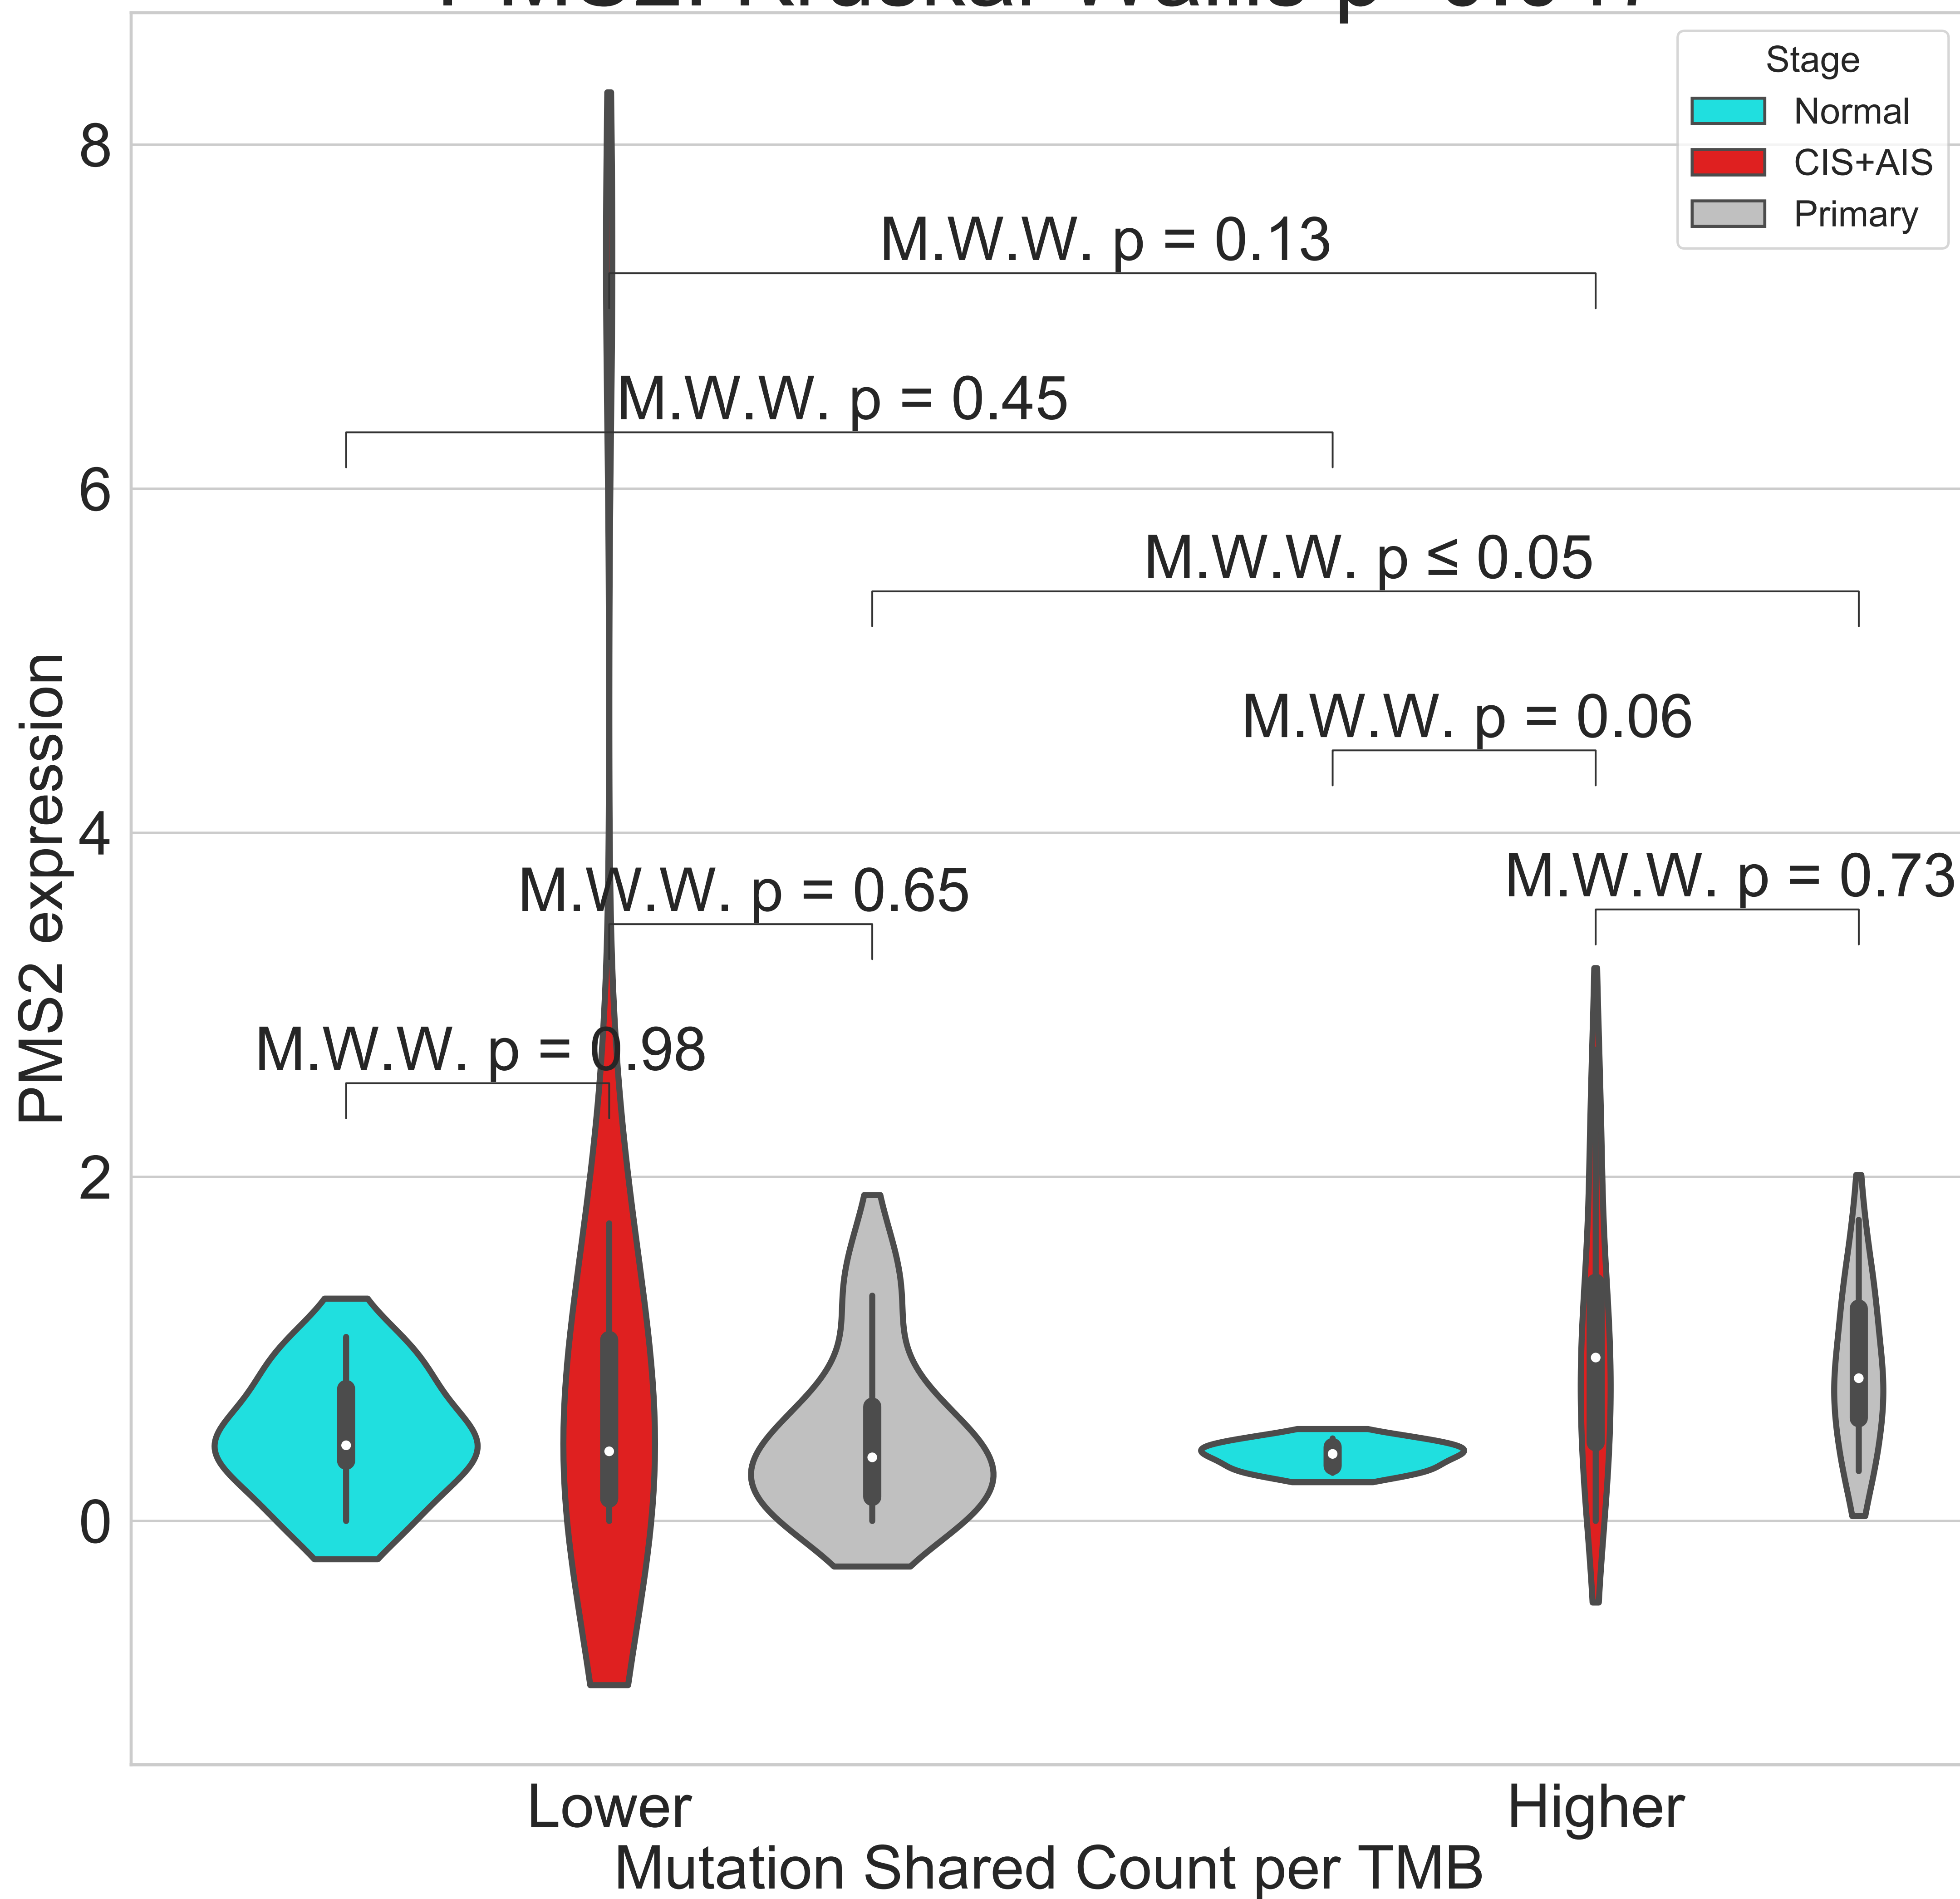 Stage
Normal
CIS+AIS
Primary
8
6
4
2
0
PMS2 expression
M.W.W. p = 0.13
M.W.W. p = 0.45
M.W.W. p ≤ 0.05
M.W.W. p = 0.06
M.W.W. p = 0.65
M.W.W. p = 0.73
M.W.W. p = 0.98
Lower
Higher
Mutation Shared Count per TMB